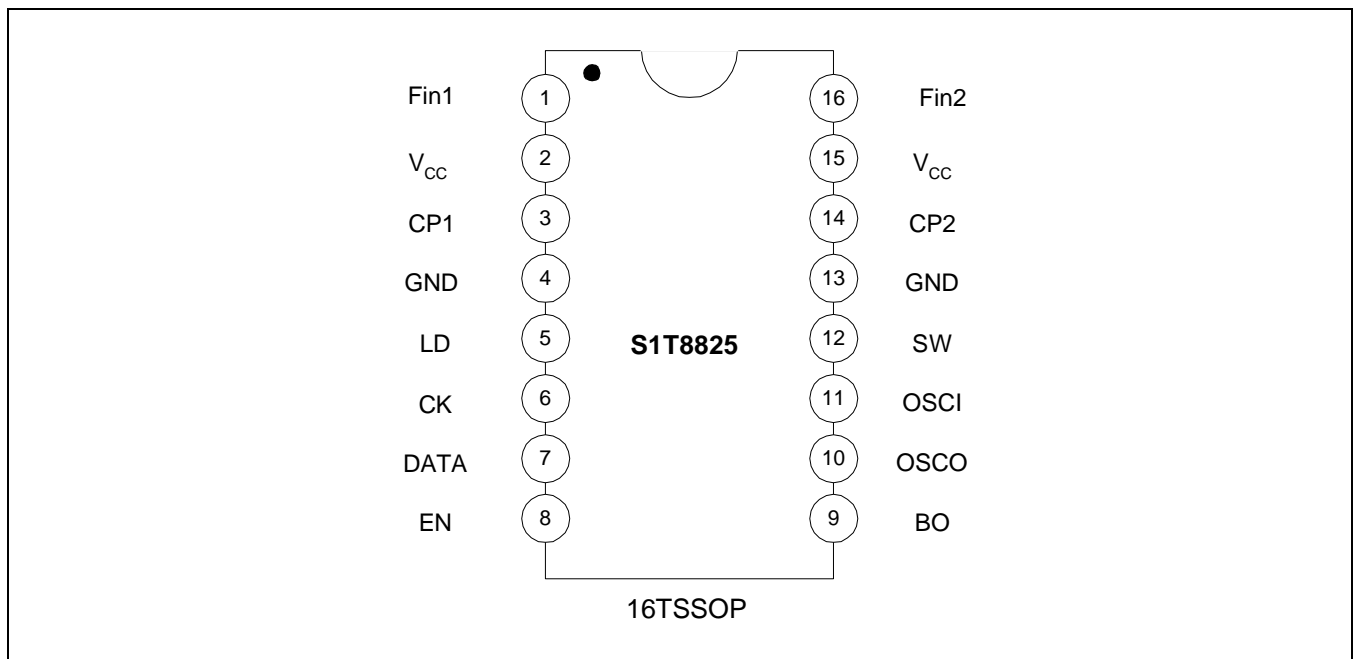 Fin1 1 16 Fin2
VCC 2 15 VCC
CP1 3 14 CP2
GND 4 13 GND
LD 5 S1T8825 12 SW
CK 6 11 OSCI
DATA 7 10 OSCO
EN 8 9 BO
16TSSOP